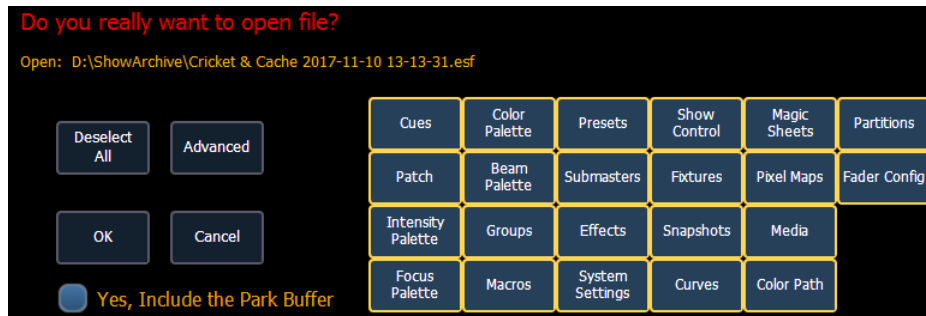 Do you really want to open file?
Open: D:\ShowArchive\Cricket & Cache 2017-11-10 13-13-31.esf
Deselect
All
Advanced
OK
Cancel
Yes, Include the Park Buffer
Cues
Color
Palette
Presets
Show
Control
Magic
Sheets
Partitions
Patch
Beam
Palette
Submasters
Fixtures
Pixel Maps
Fader Config
Intensity
Palette
Groups
Effects
Snapshots
Media
Focus
Palette
Macros
System
Settings
Curves
Color Path